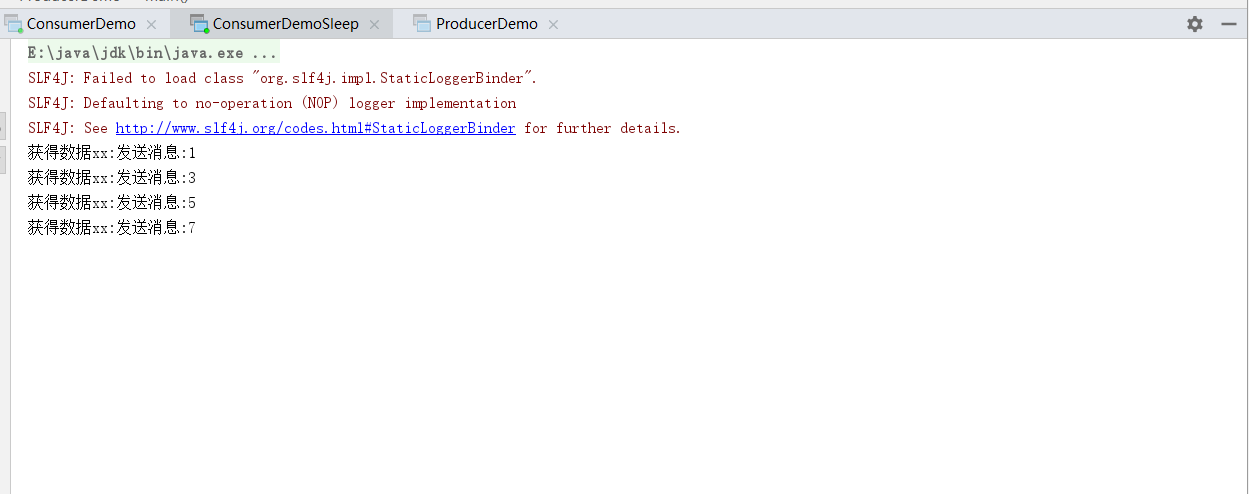 ConsumerDemo ConsumerDemoSleep ProducerDemo
E:\java\jdk\bin\java.exe ...
SLF4J: Failed to load class "org.slf4j.impl.StaticLoggerBinder".
SLF4J: Defaulting to no-operation (NOP) logger implementation
SLF4J: See http://www.slf4j.org/codes.html#StaticLoggerBinder for further details.
获得数据xx:发送消息:1
获得数据xx:发送消息:3
获得数据xx:发送消息:5
获得数据xx:发送消息:7